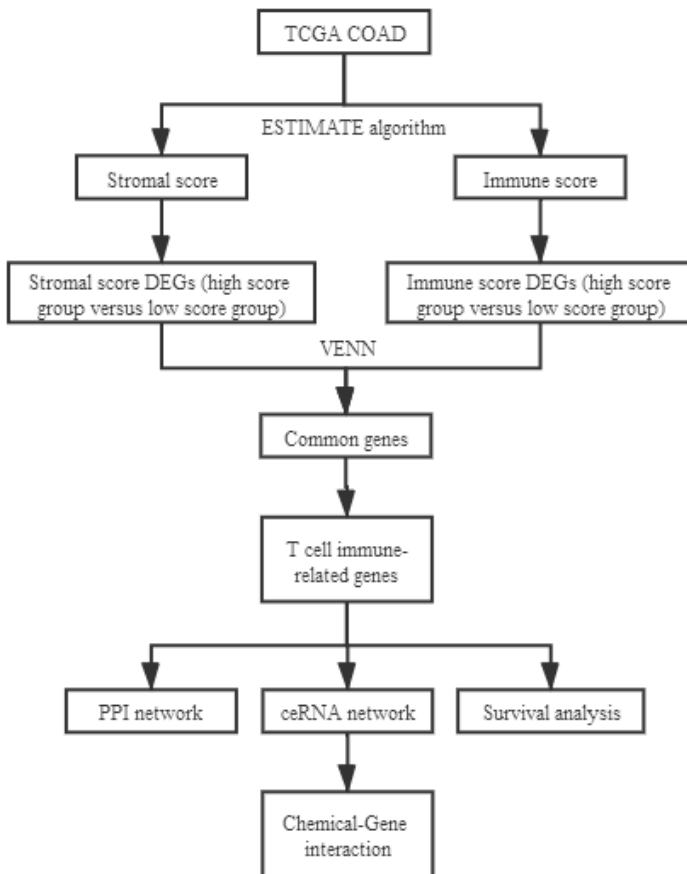 TCGA COAD
ESTIMATE algorithm
Stromal score
Immune score
Stromal score DEGs (high score
group versus low score group)
Immune score DEGs (high score
group versus low score group)
VENN
Common genes
T cell immune-
related genes
PPI network
ceRNA network
Survival analysis
Chemical-Gene
interaction